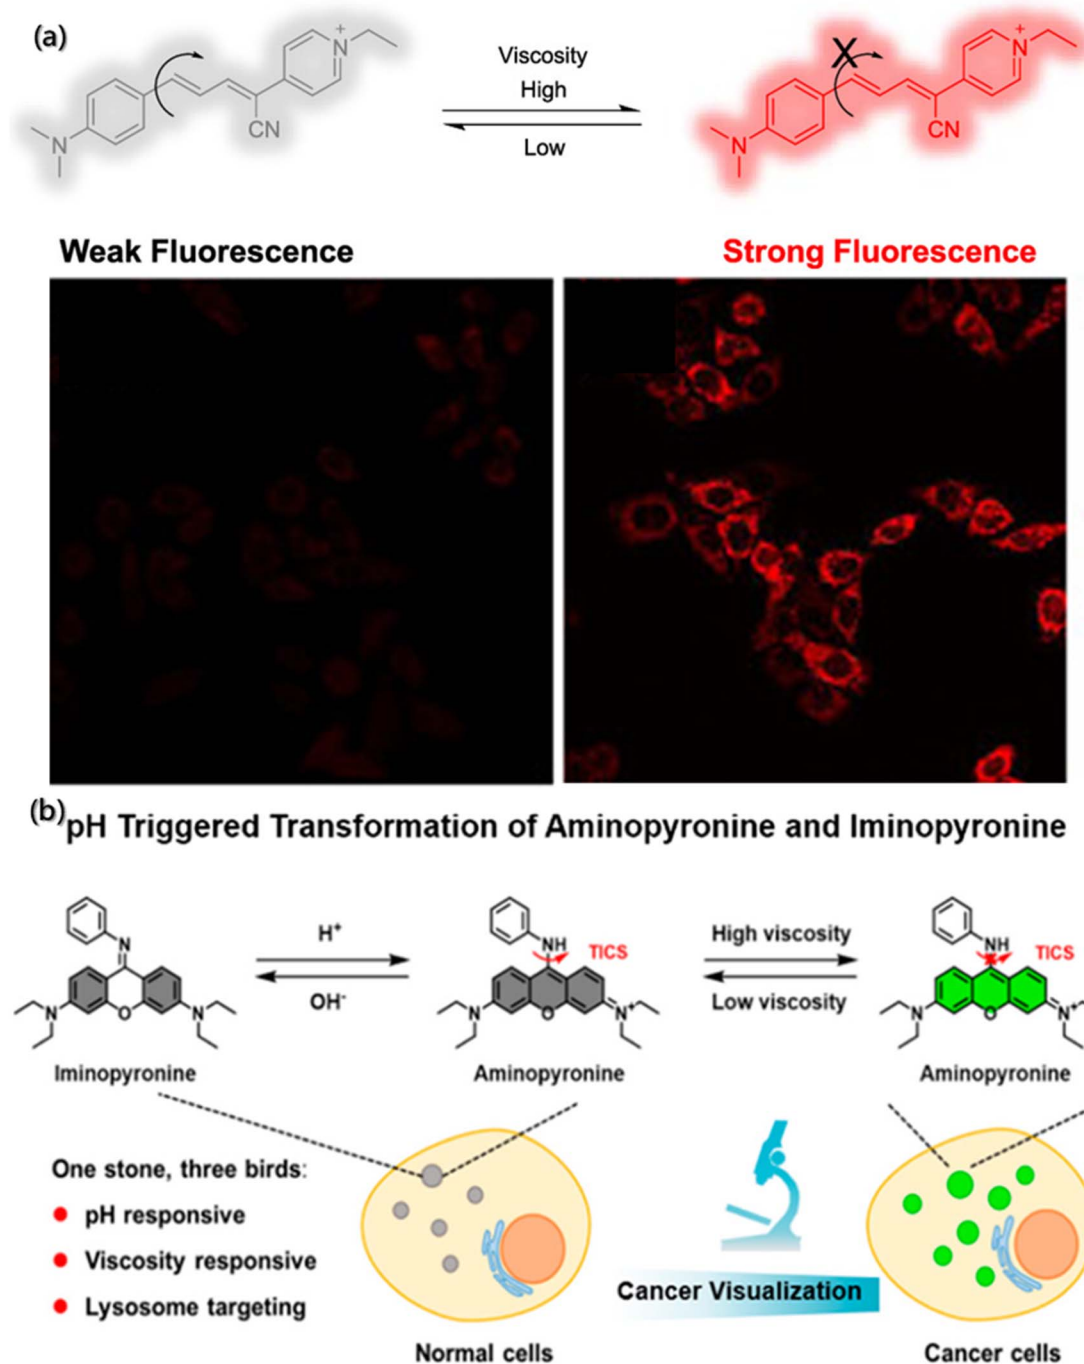 (a)
N+
CN
N
Viscosity
High
Low
X
N+
CN
N
Weak Fluorescence
Strong Fluorescence
(b)
pH Triggered Transformation of Aminopyronine and Iminopyronine
N
N
O
N
Iminopyronine
H+
OH-
NH
TICS
N
O
N+
Aminopyronine
High viscosity
Low viscosity
NH
TICS
N
O
N+
Aminopyronine
One stone, three birds:
pH responsive
Viscosity responsive
Lysosome targeting
Cancer Visualization
Normal cells
Cancer cells